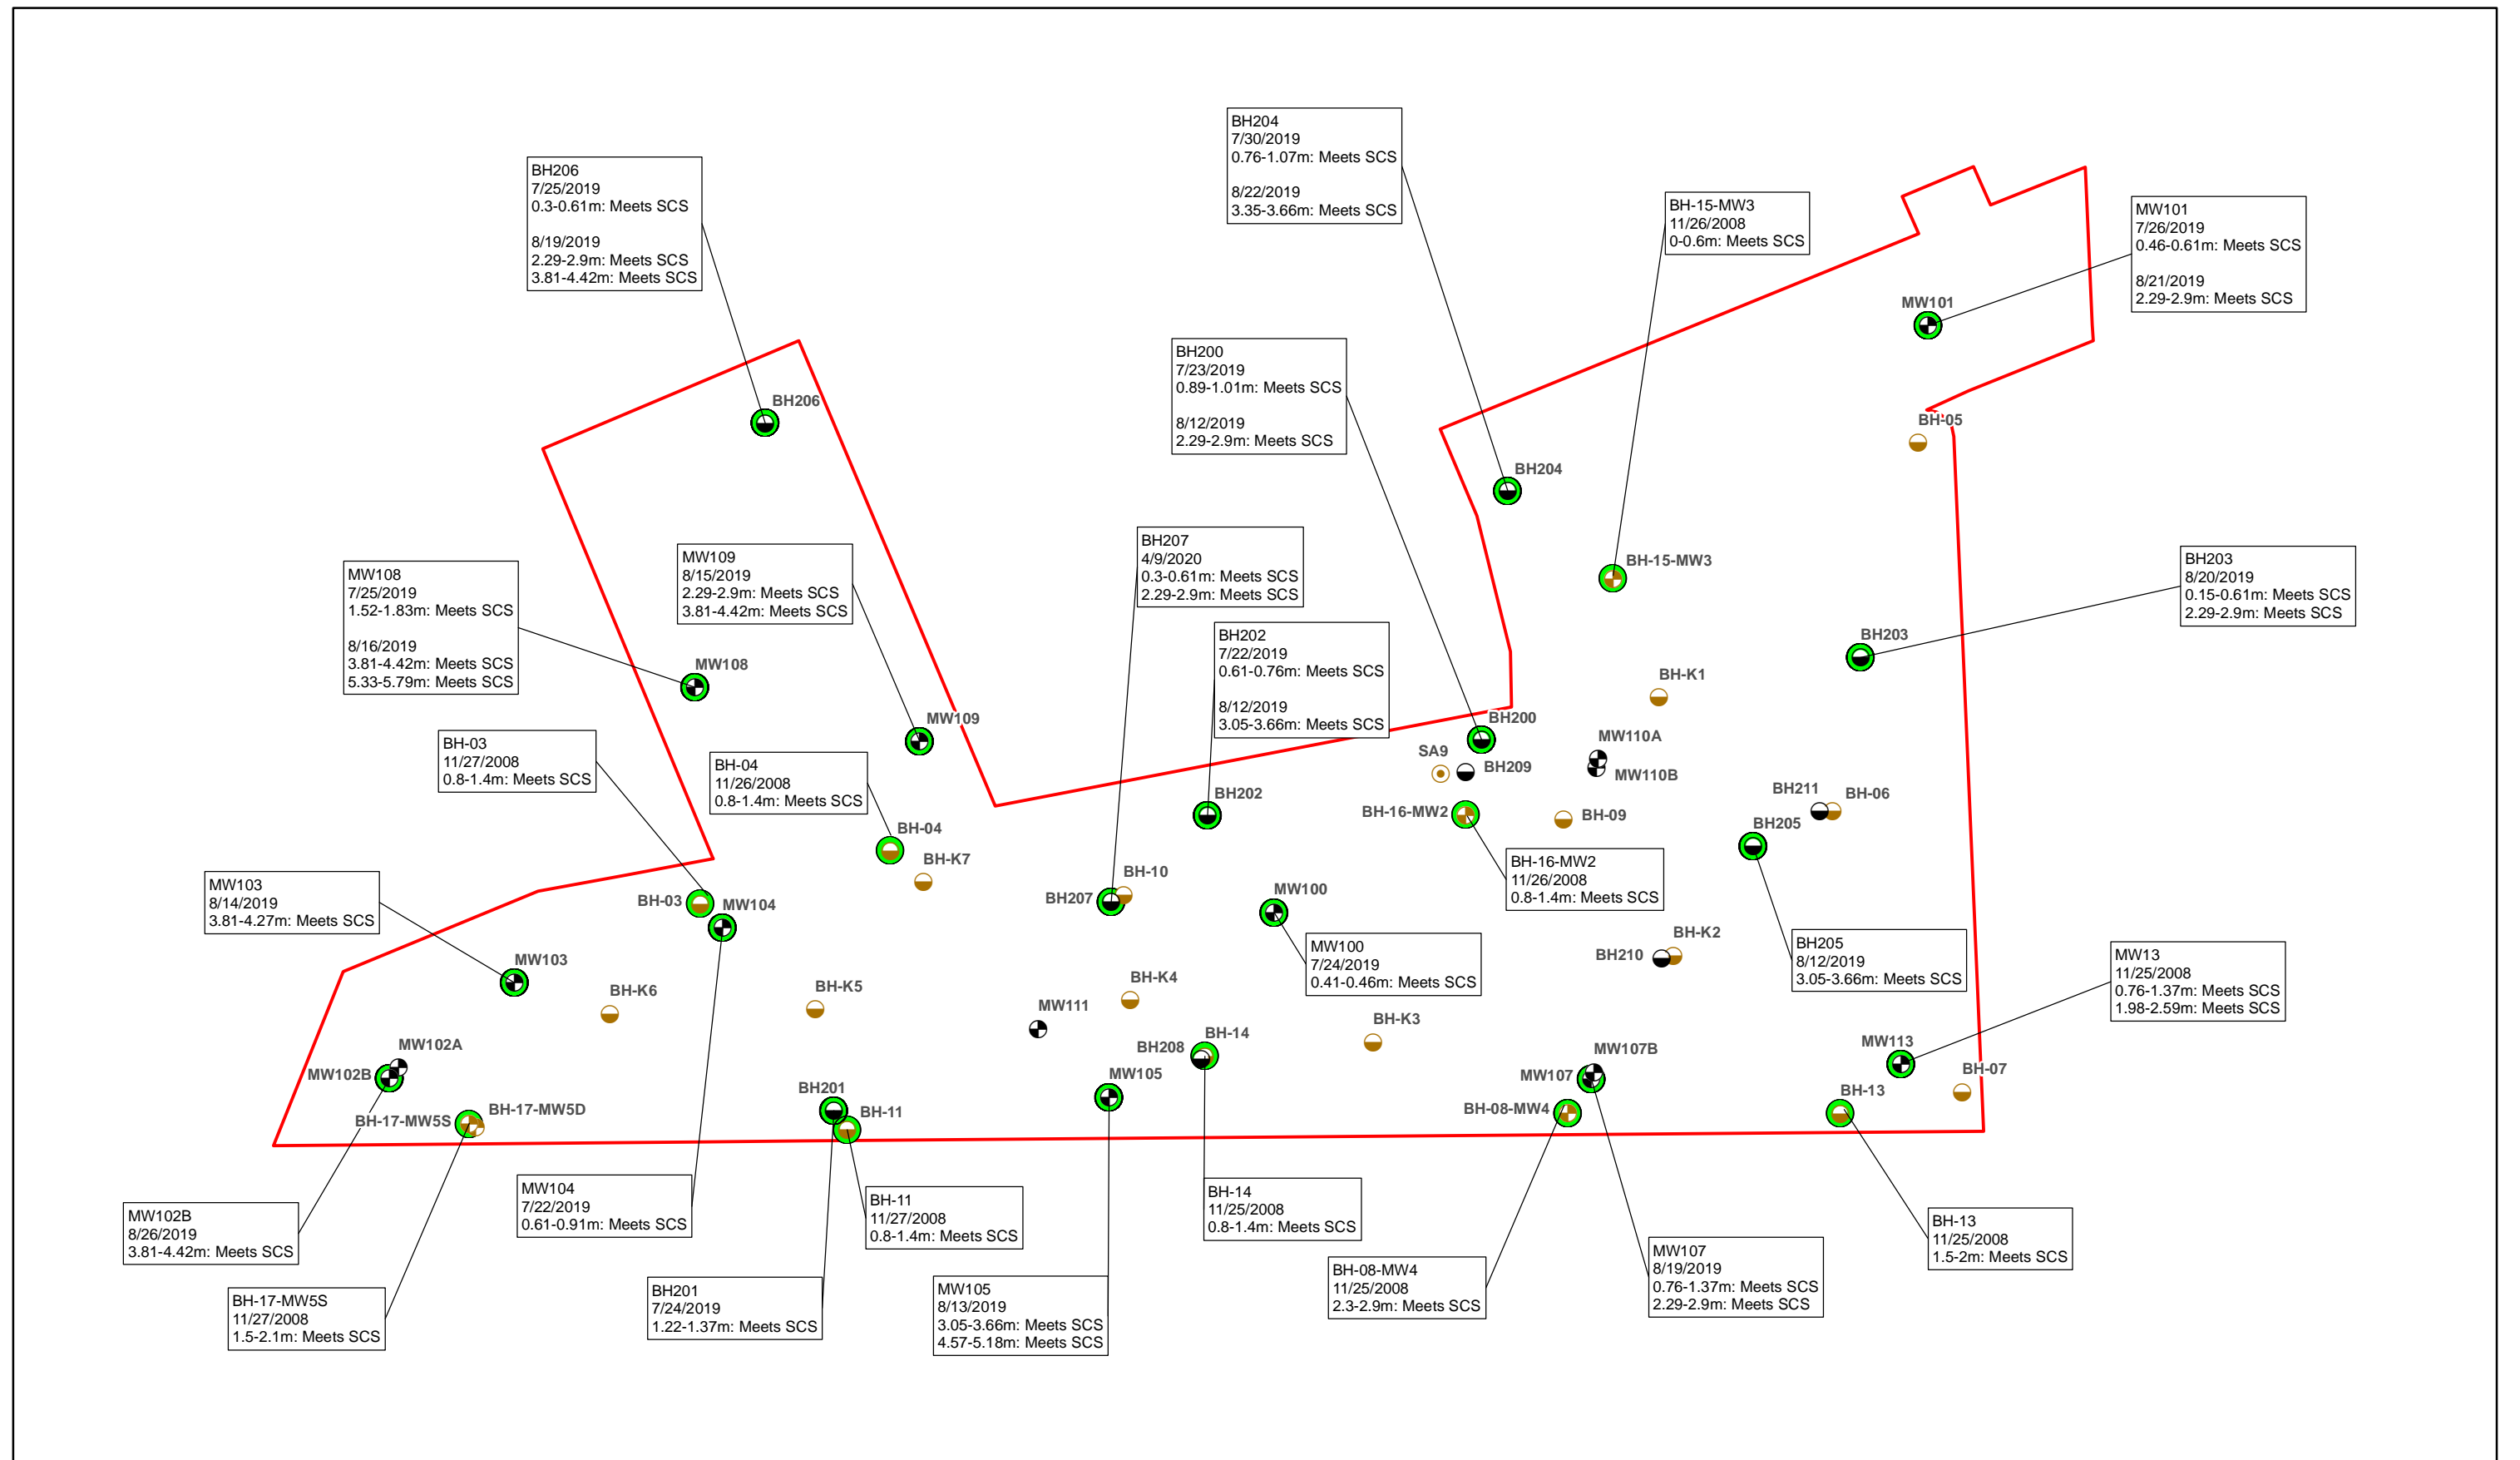 BH204
7/30/2019
0.76-1.07m: Meets SCS
8/22/2019
3.35-3.66m: Meets SCS
BH206
7/25/2019
0.3-0.61m: Meets SCS
8/19/2019
2.29-2.9m: Meets SCS
3.81-4.42m: Meets SCS
BH-15-MW3
11/26/2008
0-0.6m: Meets SCS
MW101
7/26/2019
0.46-0.61m: Meets SCS
8/21/2019
2.29-2.9m: Meets SCS
MW101
BH200
7/23/2019
0.89-1.01m: Meets SCS
8/12/2019
2.29-2.9m: Meets SCS
BH206
BH-05
BH204
BH207
4/9/2020
0.3-0.61m: Meets SCS
2.29-2.9m: Meets SCS
MW109
8/15/2019
2.29-2.9m: Meets SCS
3.81-4.42m: Meets SCS
MW108
7/25/2019
1.52-1.83m: Meets SCS
8/16/2019
3.81-4.42m: Meets SCS
5.33-5.79m: Meets SCS
BH-15-MW3
BH203
8/20/2019
0.15-0.61m: Meets SCS
2.29-2.9m: Meets SCS
BH202
7/22/2019
0.61-0.76m: Meets SCS
8/12/2019
3.05-3.66m: Meets SCS
BH203
MW108
BH-K1
MW109
BH200
BH-03
11/27/2008
0.8-1.4m: Meets SCS
BH-04
11/26/2008
0.8-1.4m: Meets SCS
SA9
BH209
MW110A
MW110B
BH202
BH-16-MW2
BH-09
BH211
BH-06
BH205
BH-04
BH-K7
BH-16-MW2
11/26/2008
0.8-1.4m: Meets SCS
MW103
8/14/2019
3.81-4.27m: Meets SCS
BH-03
MW104
BH207
BH-10
MW100
MW100
7/24/2019
0.41-0.46m: Meets SCS
BH210
BH-K2
BH205
8/12/2019
3.05-3.66m: Meets SCS
MW13
11/25/2008
0.76-1.37m: Meets SCS
1.98-2.59m: Meets SCS
MW103
BH-K6
BH-K5
MW111
BH-K4
BH-K3
BH-14
BH208
MW102A
MW102B
MW105
MW107B
MW107
MW113
BH-07
BH-13
BH-17-MW5S
BH-17-MW5D
BH201
BH-11
BH-08-MW4
MW104
7/22/2019
0.61-0.91m: Meets SCS
BH-11
11/27/2008
0.8-1.4m: Meets SCS
BH-14
11/25/2008
0.8-1.4m: Meets SCS
MW102B
8/26/2019
3.81-4.42m: Meets SCS
BH-13
11/25/2008
1.5-2m: Meets SCS
BH-17-MW5S
11/27/2008
1.5-2.1m: Meets SCS
BH201
7/24/2019
1.22-1.37m: Meets SCS
MW105
8/13/2019
3.05-3.66m: Meets SCS
4.57-5.18m: Meets SCS
BH-08-MW4
11/25/2008
2.3-2.9m: Meets SCS
MW107
8/19/2019
0.76-1.37m: Meets SCS
2.29-2.9m: Meets SCS